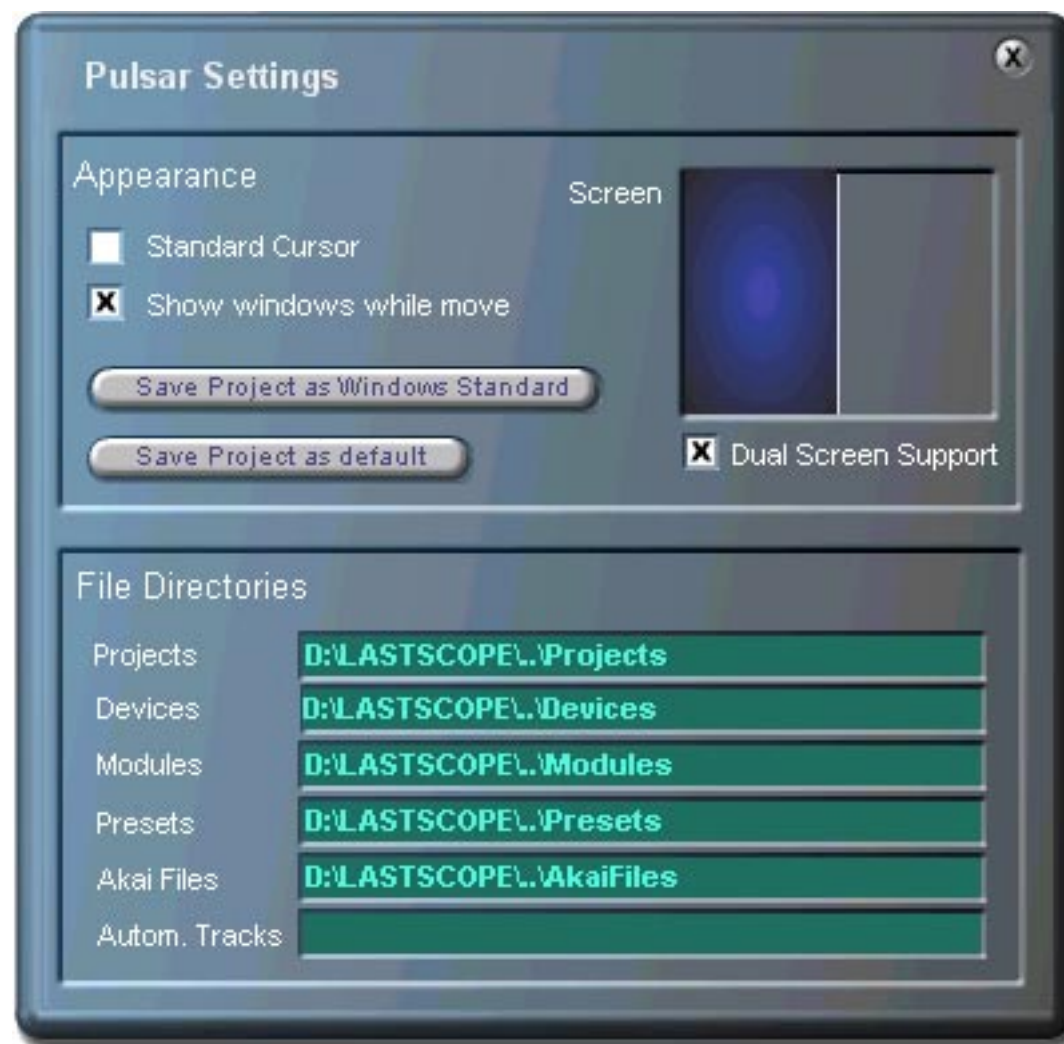 Pulsar Settings
X
Appearance
Screen
Standard Cursor
X Show windows while move
Save Project as Windows Standard
Save Project as default
X Dual Screen Support
File Directories
Projects D:\LASTSCOPE\..\Projects
Devices D:\LASTSCOPE\..\Devices
Modules D:\LASTSCOPE\..\Modules
Presets D:\LASTSCOPE\..\Presets
Akai Files D:\LASTSCOPE\..\AkaiFiles
Autom. Tracks